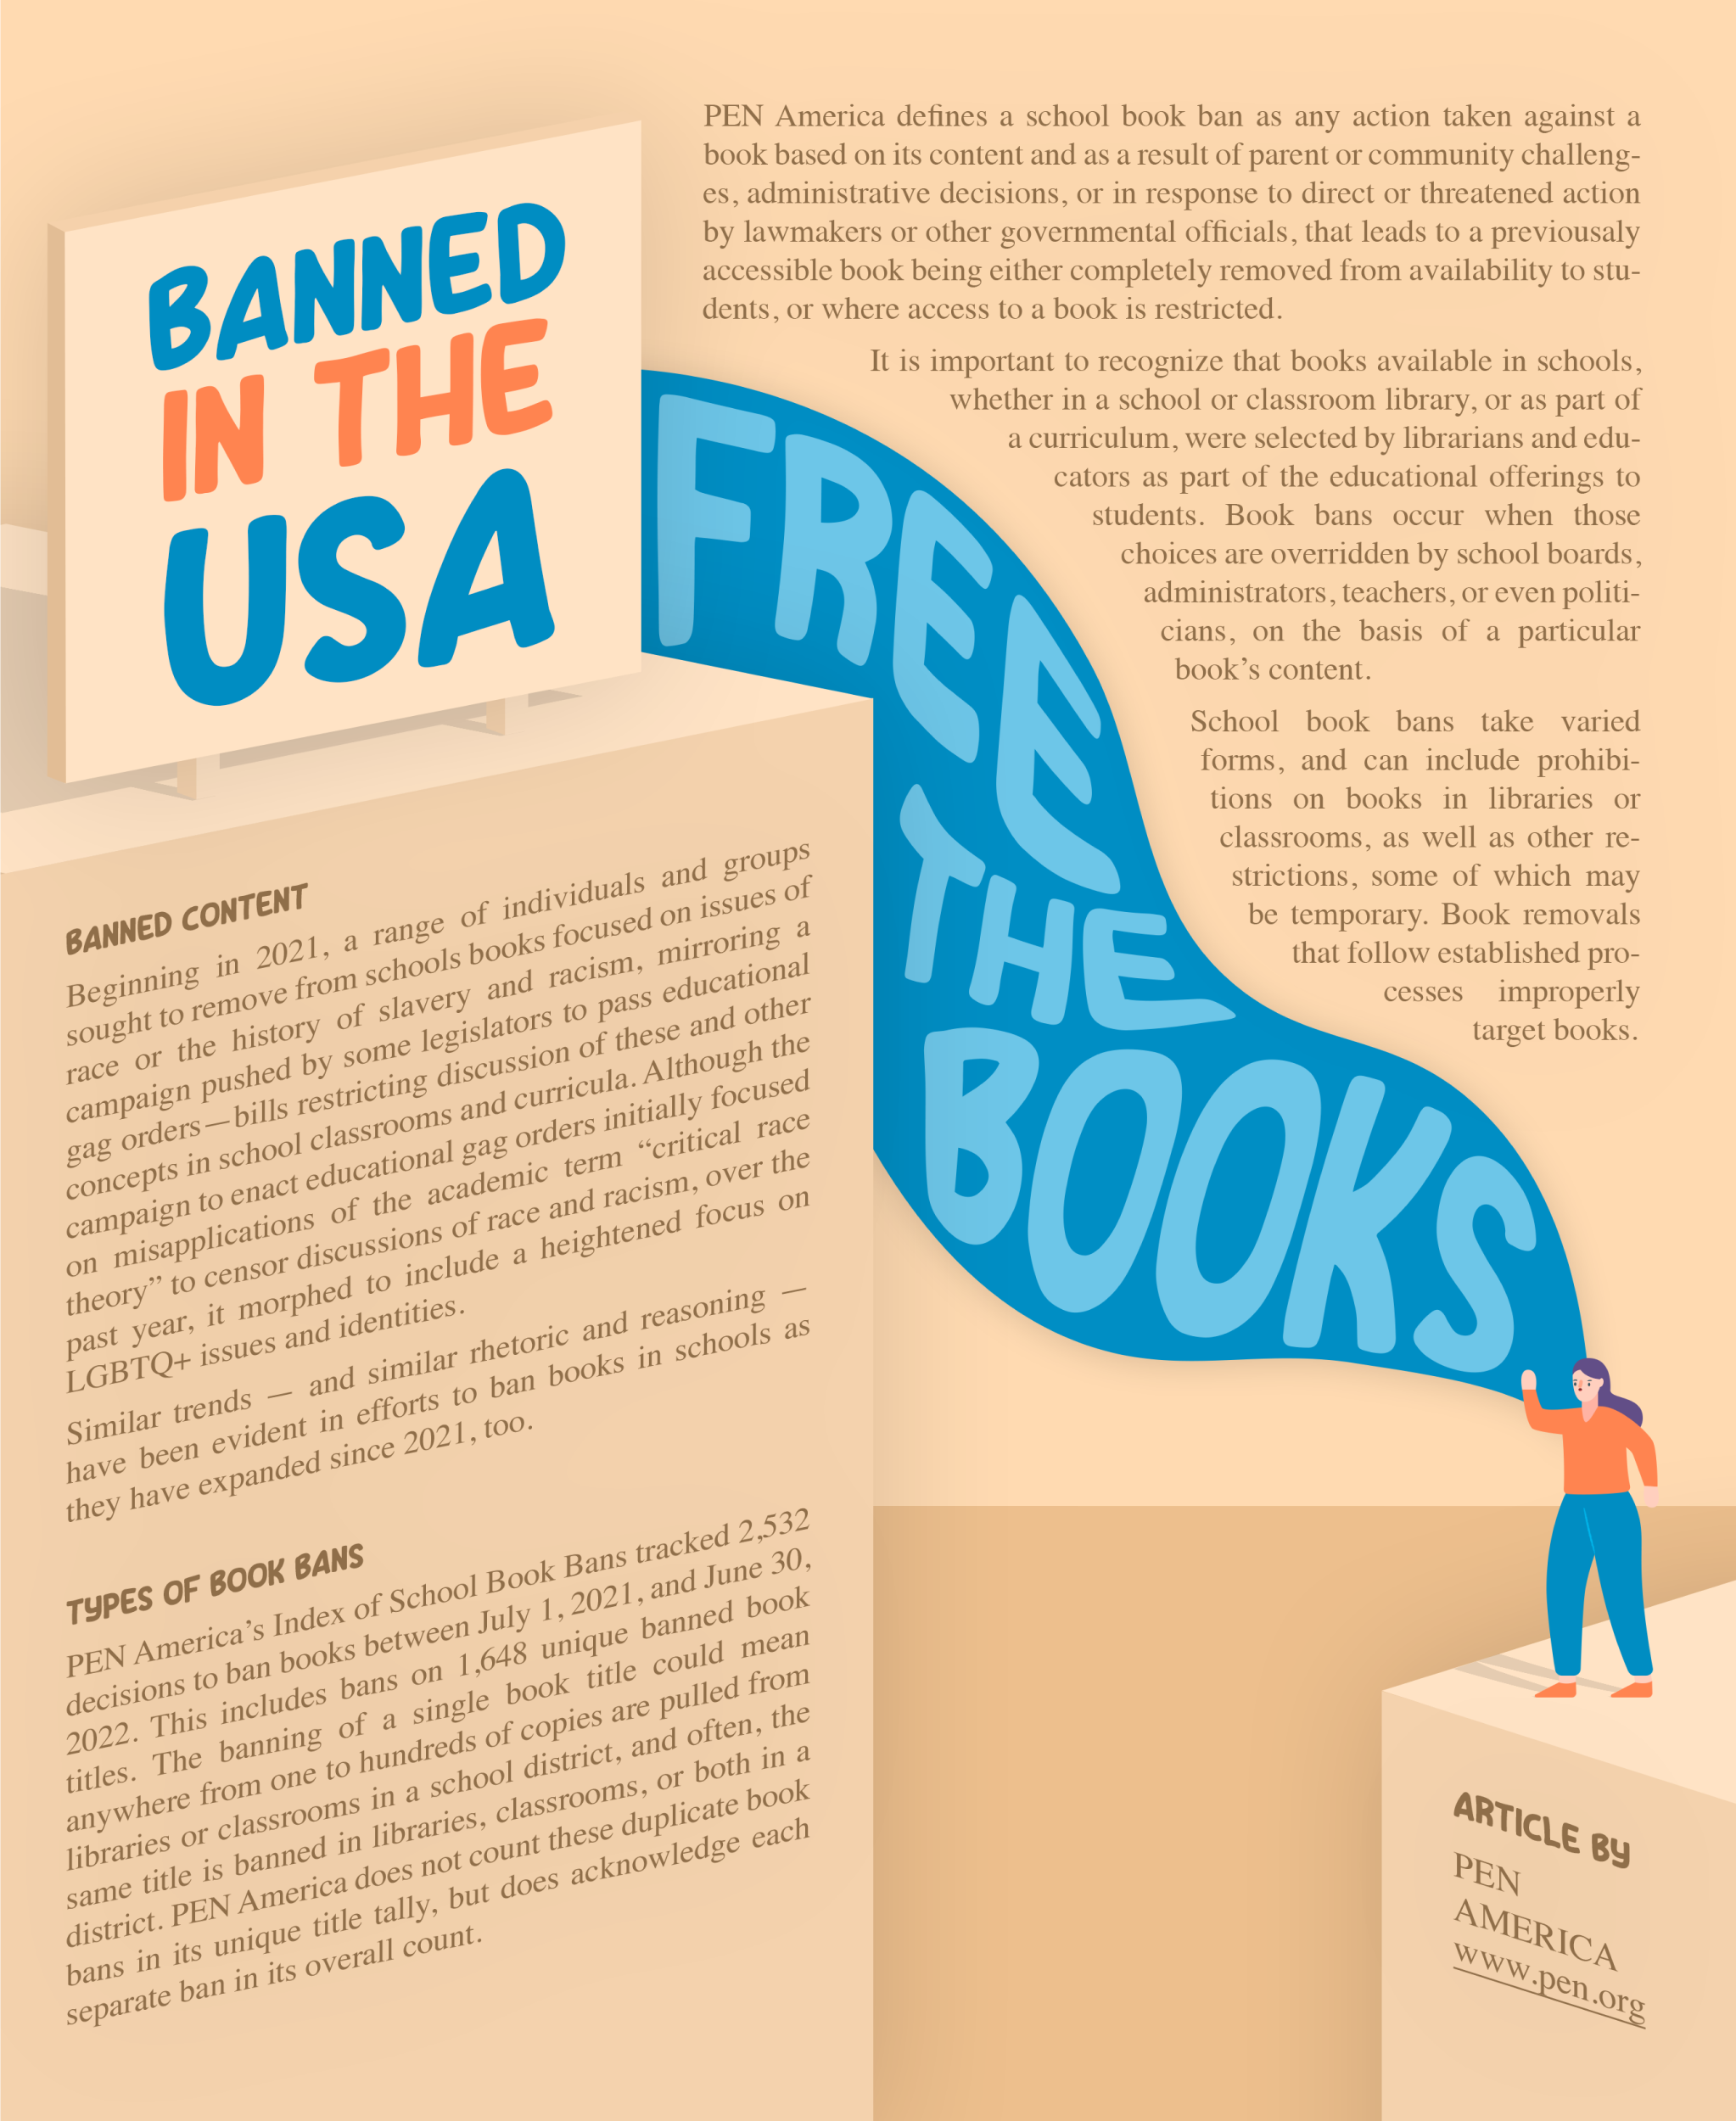 BANNED
IN THE
USA
PEN America defines a school book ban as any action taken against a
book based on its content and as a result of parent or community challeng-
es, administrative decisions, or in response to direct or threatened action
by lawmakers or other governmental officials, that leads to a previousaly
accessible book being either completely removed from availability to stu-
dents, or where access to a book is restricted.
It is important to recognize that books available in schools,
whether in a school or classroom library, or as part of
a curriculum, were selected by librarians and edu-
cators as part of the educational offerings to
students. Book bans occur when those
choices are overridden by school boards,
administrators, teachers, or even politi-
cians, on the basis of a particular
book’s content.
School book bans take varied
forms, and can include prohibi-
tions on books in libraries or
classrooms, as well as other re-
strictions, some of which may
be temporary. Book removals
that follow established pro-
cesses improperly
target books.
FREE
THE
BOOKS
BANNED CONTENT
Beginning in 2021, a range of individuals and groups
sought to remove from schools books focused on issues of
race or the history of slavery and racism, mirroring a
campaign pushed by some legislators to pass educational
gag orders—bills restricting discussion of these and other
concepts in school classrooms and curricula. Although the
campaign to enact educational gag orders initially focused
on misapplications of the academic term “critical race
theory” to censor discussions of race and racism, over the
past year, it morphed to include a heightened focus on
LGBTQ+ issues and identities.
Similar trends — and similar rhetoric and reasoning —
have been evident in efforts to ban books in schools as
they have expanded since 2021, too.
TYPES OF BOOK BANS
PEN America’s Index of School Book Bans tracked 2,532
decisions to ban books between July 1, 2021, and June 30,
2022. This includes bans on 1,648 unique banned book
titles. The banning of a single book title could mean
anywhere from one to hundreds of copies are pulled from
libraries or classrooms in a school district, and often, the
same title is banned in libraries, classrooms, or both in a
district. PEN America does not count these duplicate book
bans in its unique title tally, but does acknowledge each
separate ban in its overall count.
ARTICLE BY
PEN
AMERICA
www.pen.org